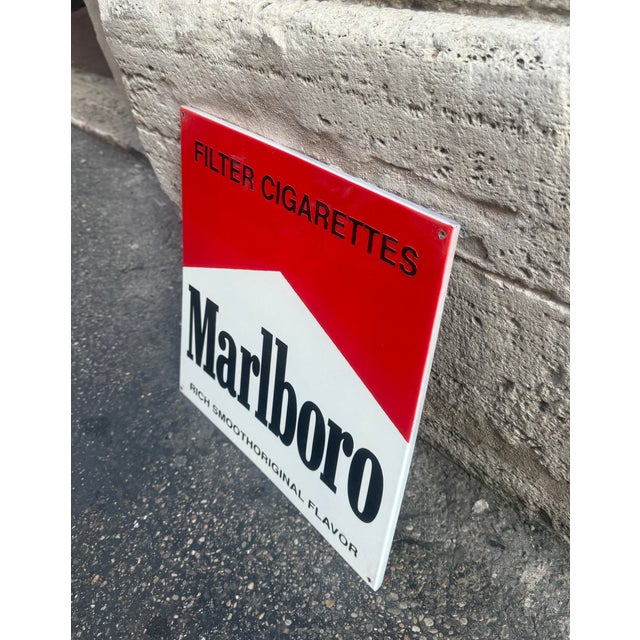 FILTER CIGARETTES
Marlboro
RICH SMOOTHORIGINAL FLAVOR